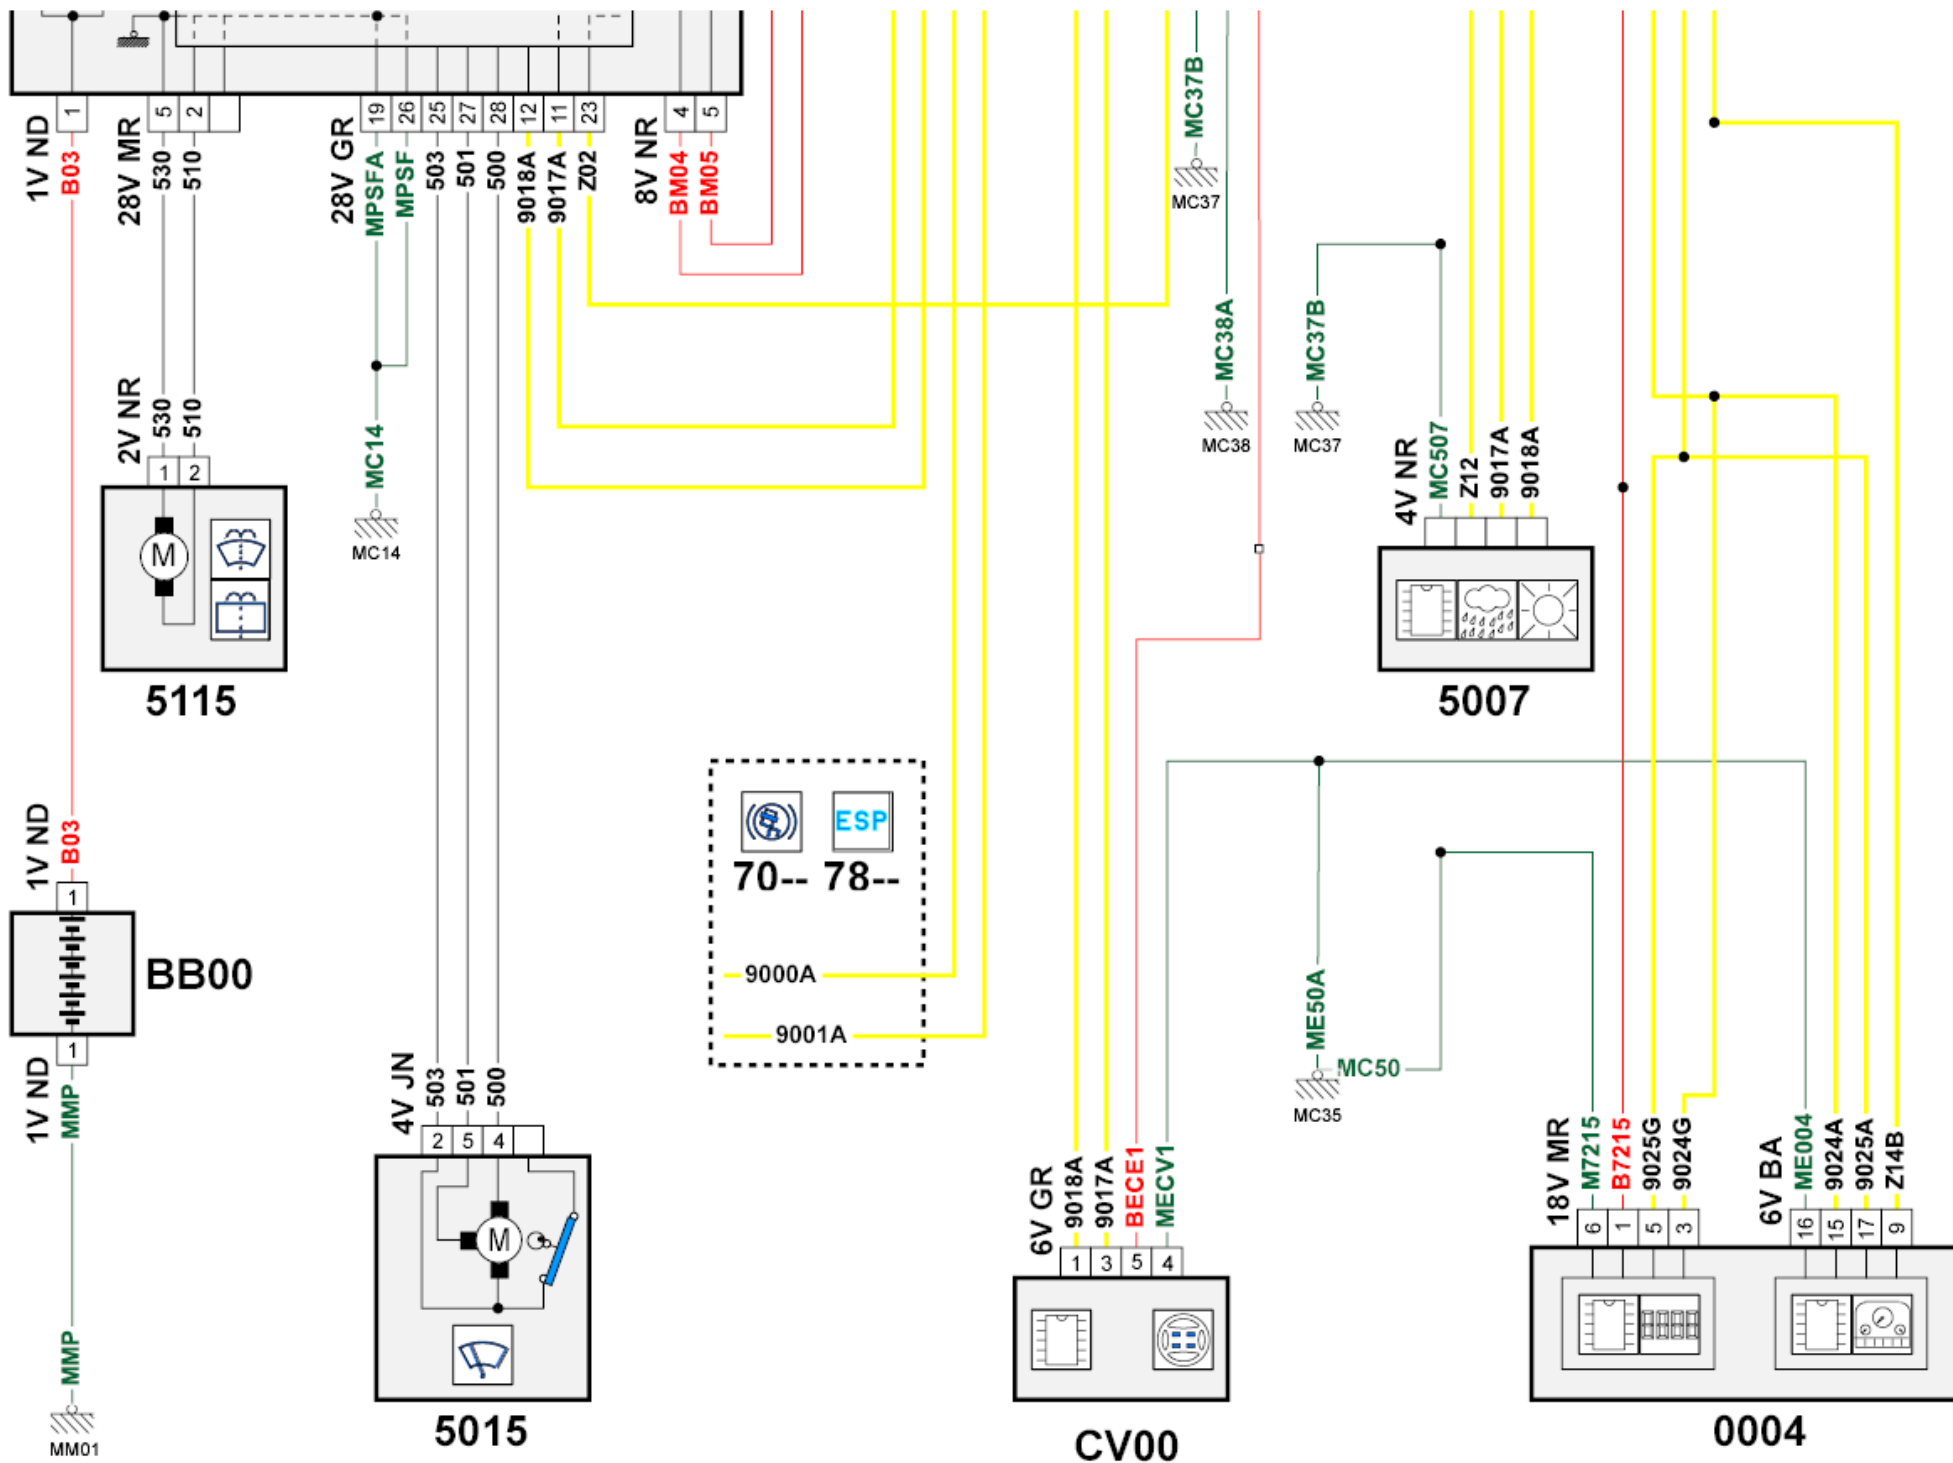 1 5 2 19 26 25 27 28 12 11 23 4 5
1V ND B03
28V MR 530 510
28V GR MPSFA MPSF 503 501 500 9018A 9017A Z02
8V NR BM04 BM05
MC37B
MC37
MC38A
MC38
MC37B
MC37
2V NR 530 510
1 2
M
5115
MC14
MC14
4V NR MC507 Z12 9017A 9018A
5007
ESP
70-- 78--
9000A
9001A
1V ND B03
1
BB00
1
1V ND MMP
MMP
MM01
4V JN 503 501 500
2 5 4
M
5015
ME50A
MC50
MC35
6V GR 9018A 9017A BECE1 MECV1
1 3 5 4
CV00
18V MR M7215 B7215 9025G 9024G
6 1 5 3
6V BA ME004 9024A 9025A Z14B
16 15 17 9
0004